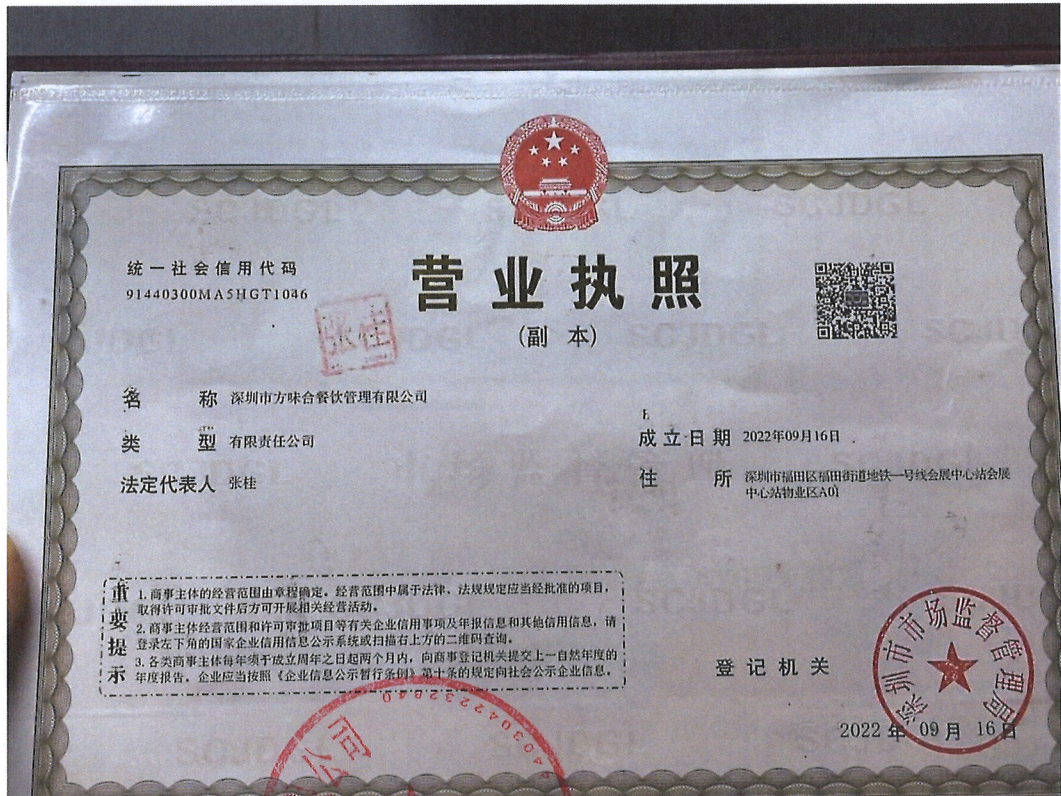 统一社会信用代码
91440300MA5HGT1046
营业执照
(副 本)
张桂
名 称 深圳市方味合餐饮管理有限公司
类 型 有限责任公司
法定代表人 张桂
成立日期 2022年09月16日
住 所 深圳市福田区福田街道地铁一号线会展中心站会展
中心站物业区A01
重要提示
1. 商事主体的经营范围由章程确定。经营范围中属于法律、法规规定应当经批准的项目，
取得许可审批文件后方可开展相关经营活动。
2. 商事主体经营范围和许可审批项目等有关企业信用事项及年报信息和其他信用信息，请
登录左下角的国家企业信用信息公示系统或扫描右上方的二维码查询。
3. 各类商事主体每年须于成立周年之日起两个月内，向商事登记机关提交上一自然年度的
年度报告。企业应当按照《企业信息公示暂行条例》第十条的规定向社会公示企业信息。
登记机关
深圳市市场监督管理局
2022 年 09 月 16 日
公司
SCJDGL